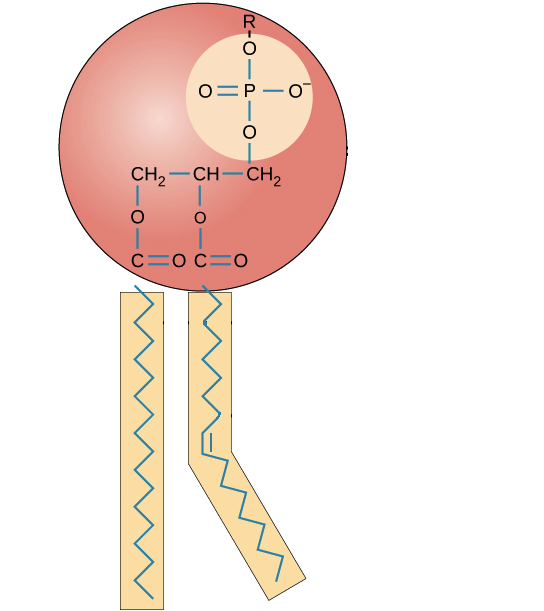 R
O
O P O⁻
O
CH₂ CH CH₂
O O
C O C O